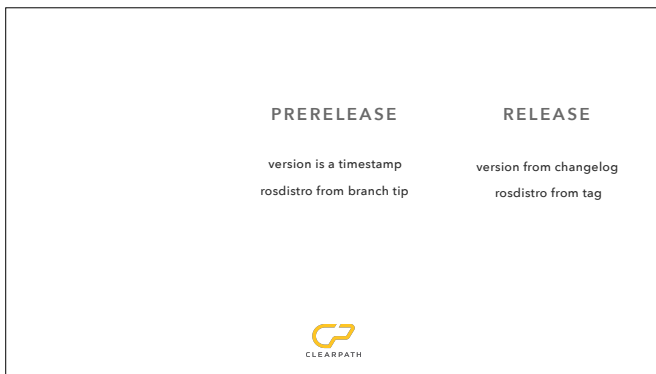 PRERELEASE
version is a timestamp
rosdistro from branch tip
RELEASE
version from changelog
rosdistro from tag
CLEARPATH